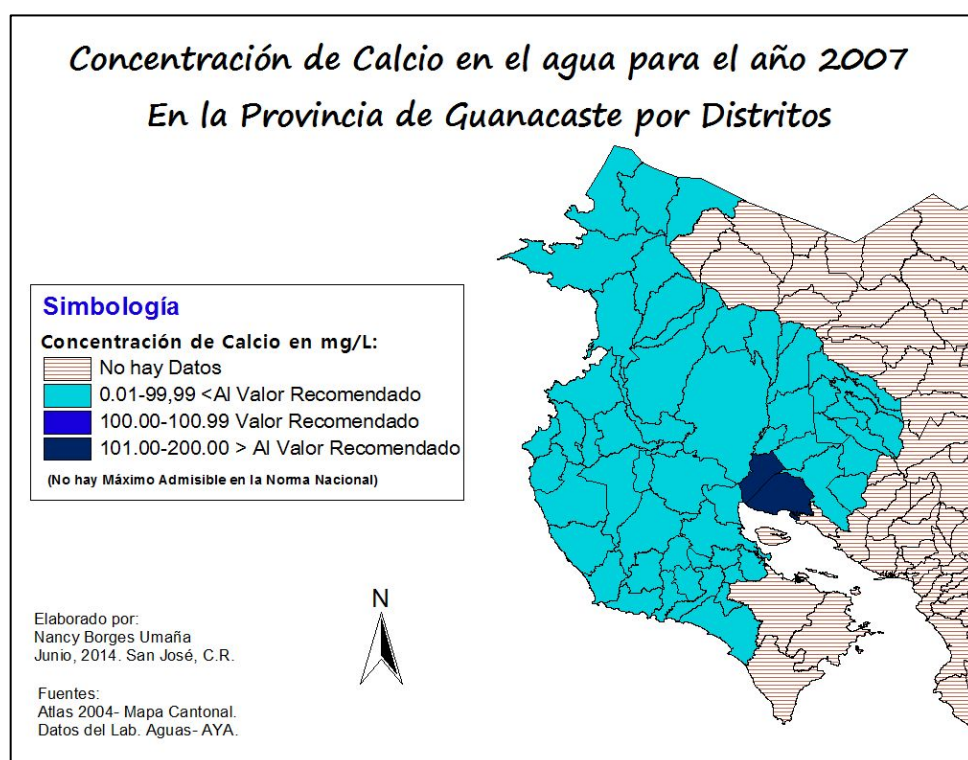 Concentración de Calcio en el agua para el año 2007
En la Provincia de Guanacaste por Distritos
Simbología
Concentración de Calcio en mg/L:
No hay Datos
0.01-99,99 <Al Valor Recomendado
100.00-100.99 Valor Recomendado
101.00-200.00 > Al Valor Recomendado
(No hay Máximo Admisible en la Norma Nacional)
N
Elaborado por:
Nancy Borges Umaña
Junio, 2014. San José, C.R.
Fuentes:
Atlas 2004- Mapa Cantonal.
Datos del Lab. Aguas- AYA.